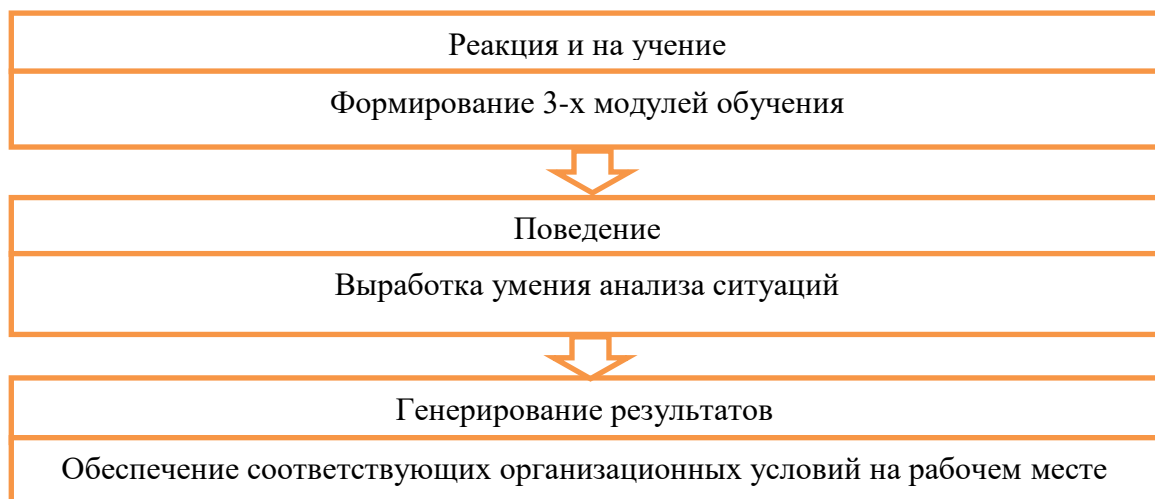 Реакция и на учение
Формирование 3-х модулей обучения
Поведение
Выработка умения анализа ситуаций
Генерирование результатов
Обеспечение соответствующих организационных условий на рабочем месте